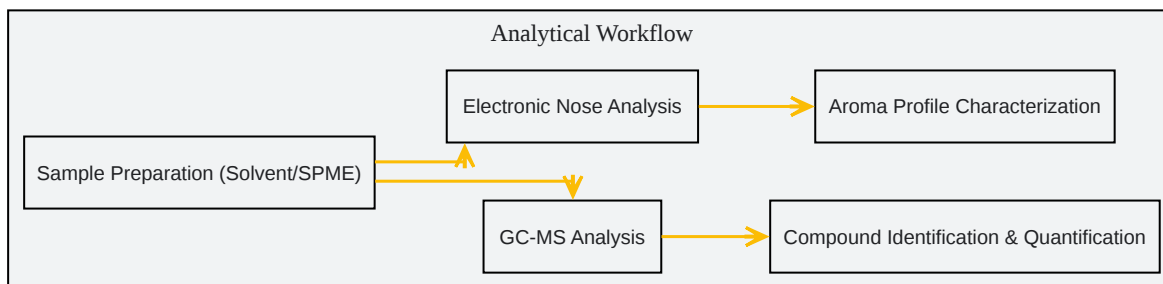 Analytical Workflow
Electronic Nose Analysis
Aroma Profile Characterization
Sample Preparation (Solvent/SPME)
GC-MS Analysis
Compound Identification & Quantification